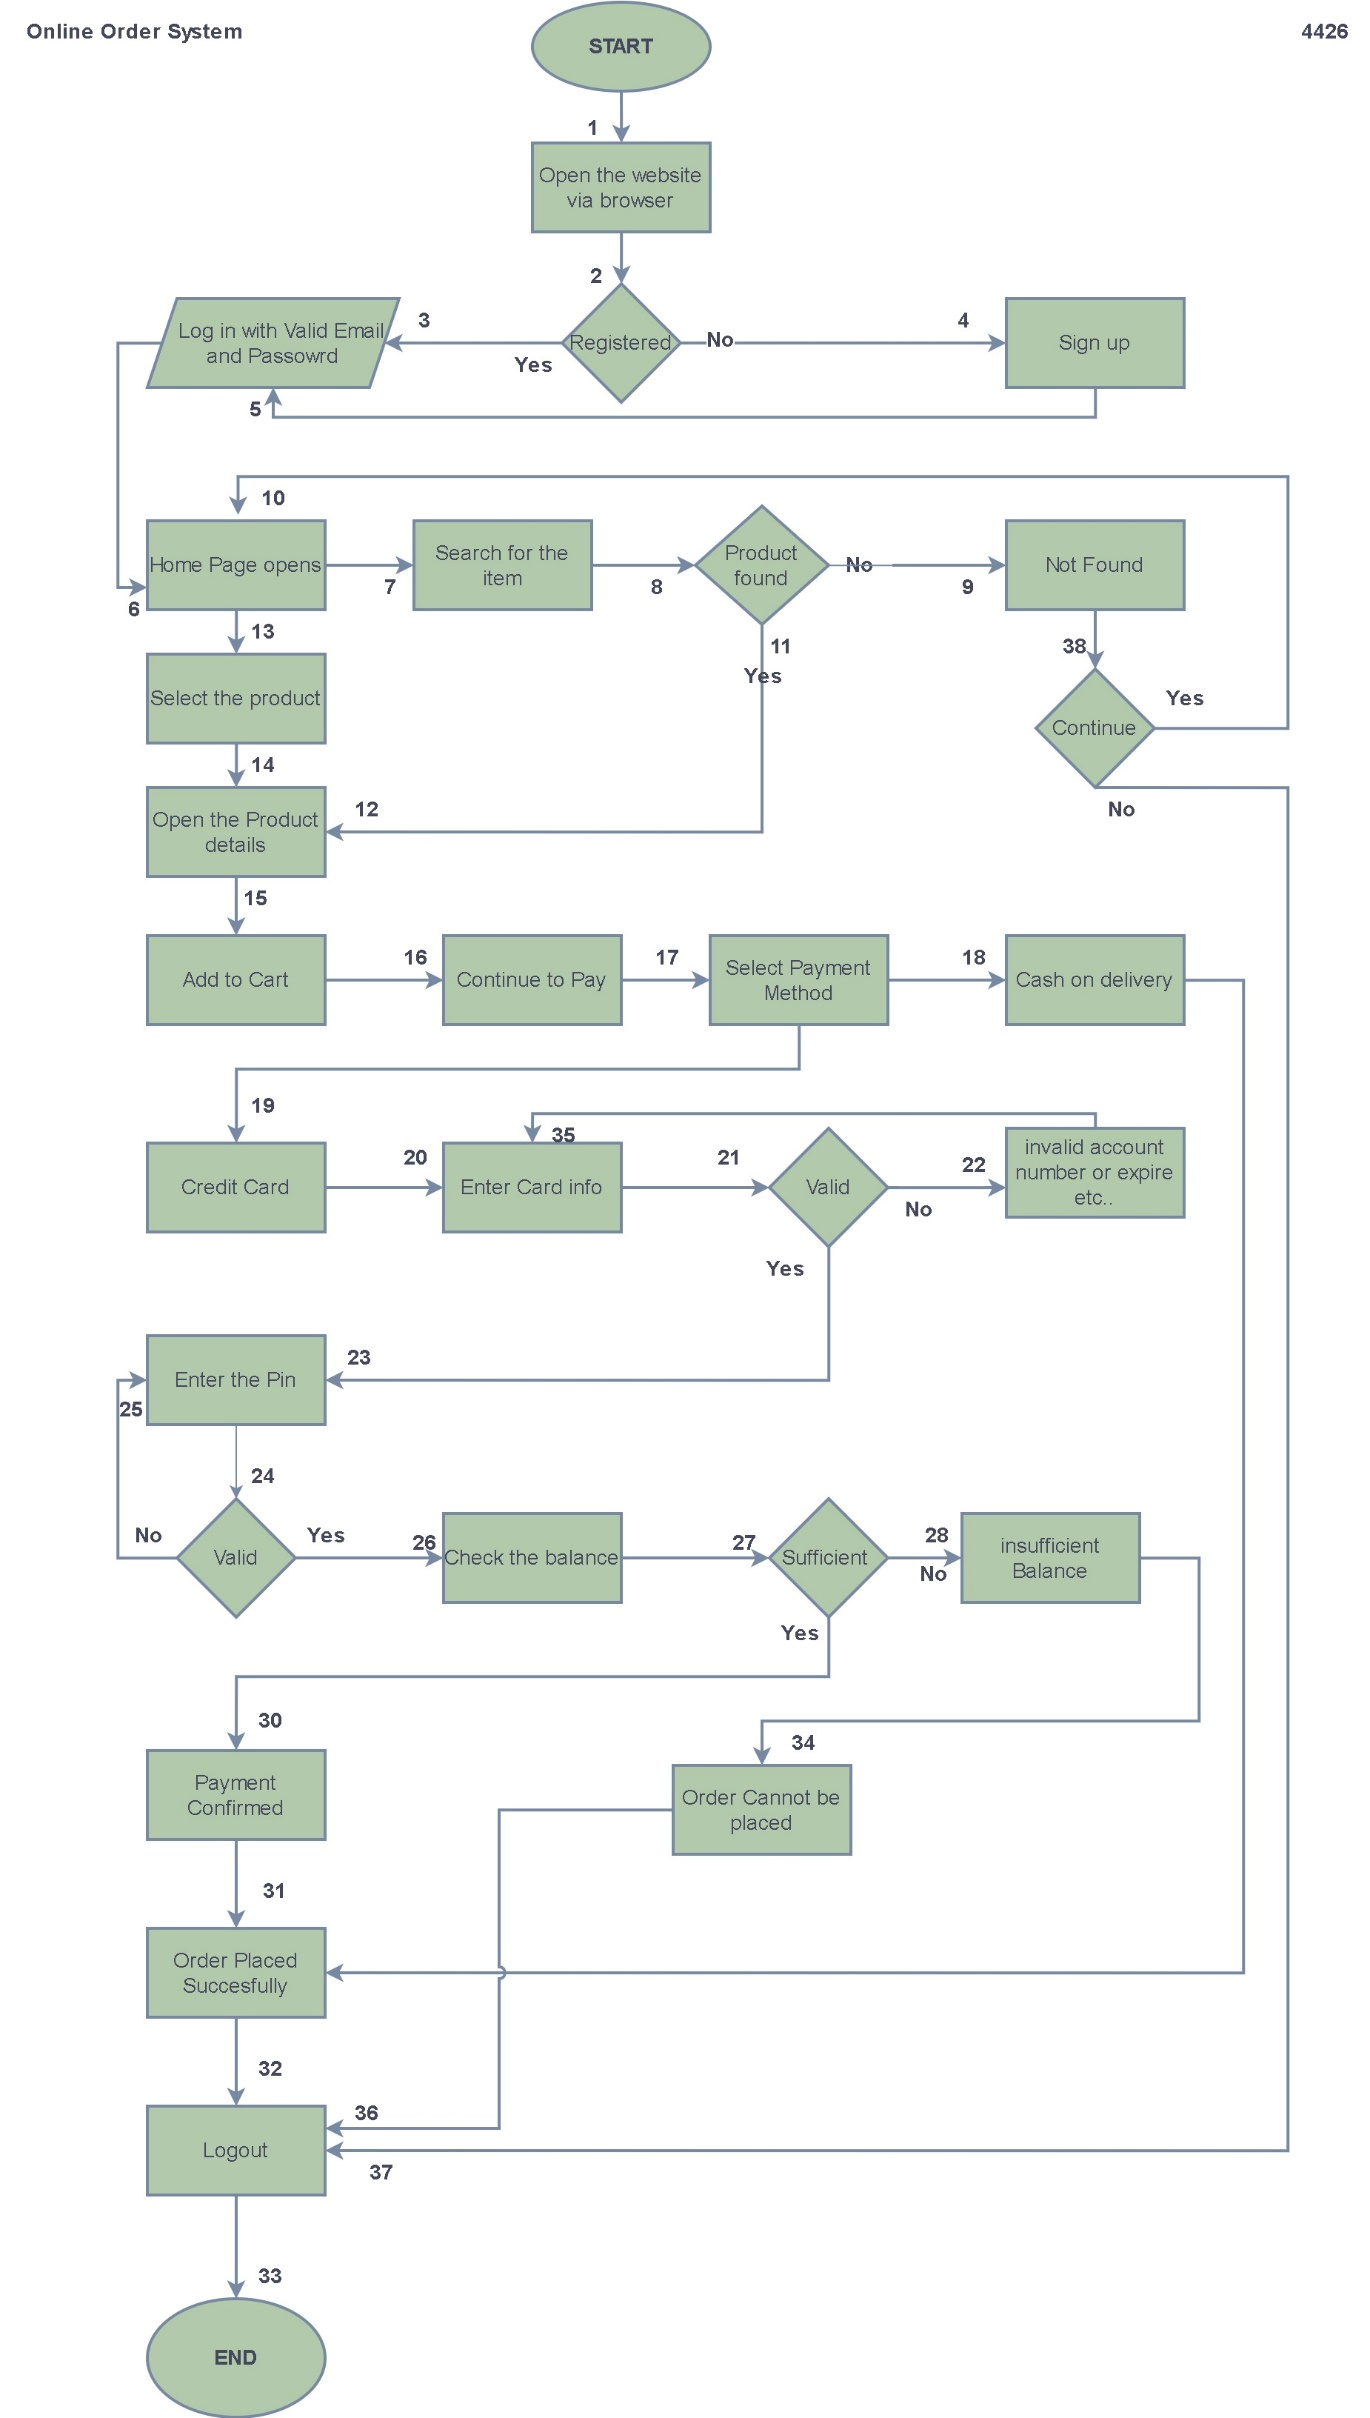 Online Order System
4426
START
1
Open the website
via browser
2
Log in with Valid Email
and Passowrd
3
Yes
Registered
No
4
Sign up
5
10
Home Page opens
6
7
Search for the
item
8
Product
found
No
9
Not Found
13
11
Yes
38
Select the product
Continue
Yes
14
Open the Product
details
12
No
15
Add to Cart
16
Continue to Pay
17
Select Payment
Method
18
Cash on delivery
19
35
Credit Card
20
Enter Card info
21
Valid
22
No
invalid account
number or expire
etc..
Yes
Enter the Pin
23
25
24
No
Valid
Yes
26
Check the balance
27
Sufficient
28
No
insufficient
Balance
Yes
30
34
Payment
Confirmed
Order Cannot be
placed
31
Order Placed
Succesfully
32
36
Logout
37
33
END